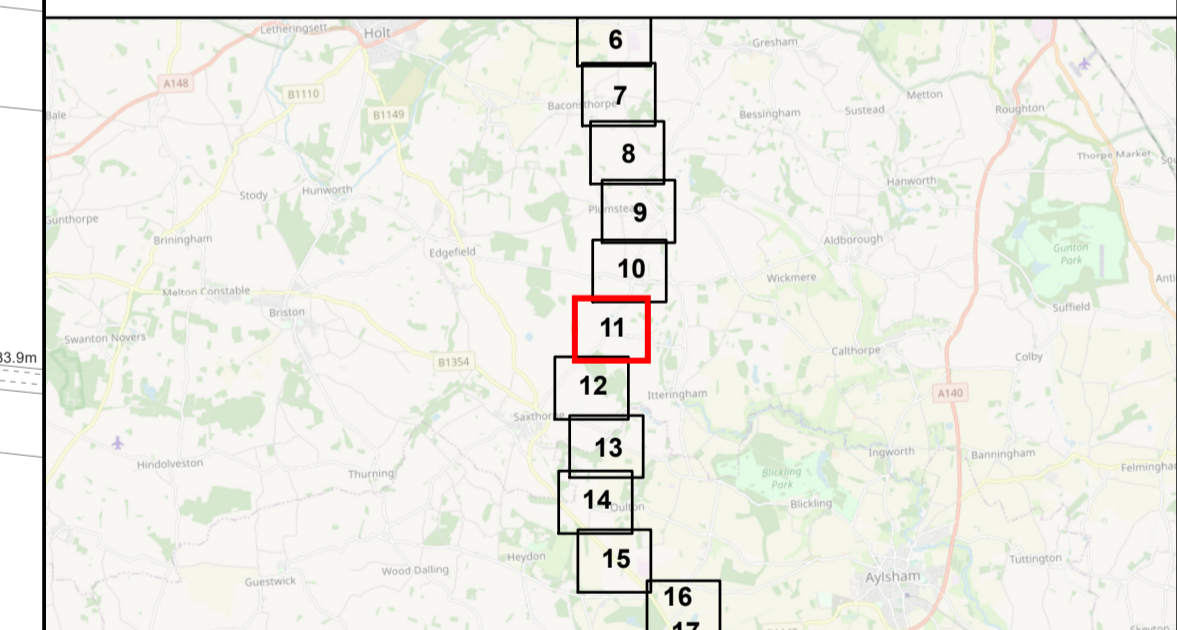 Letheringsett
Holt
6
Gresham
A148
B1110
7
Baconsthorpe
Metton
Roughton
Bale
B1149
Bessingham
Sustead
8
Thorpe Market
Stody
Hunworth
Hanworth
Plumstead
9
Gunthorpe
Briningham
Edgefield
Aldborough
Gunton
Park
10
Wickmere
Melton Constable
Suffield
Briston
11
Swanton Novers
33.9m
B1354
Calthorpe
Colby
12
Itteringham
A140
Saxthorpe
13
Ingworth
Banningham
Hindolveston
Thurning
Blickling
Park
14
Oulton
Blickling
15
Heydon
Wood Dalling
Guestwick
Tuttington
Aylsham
16
17